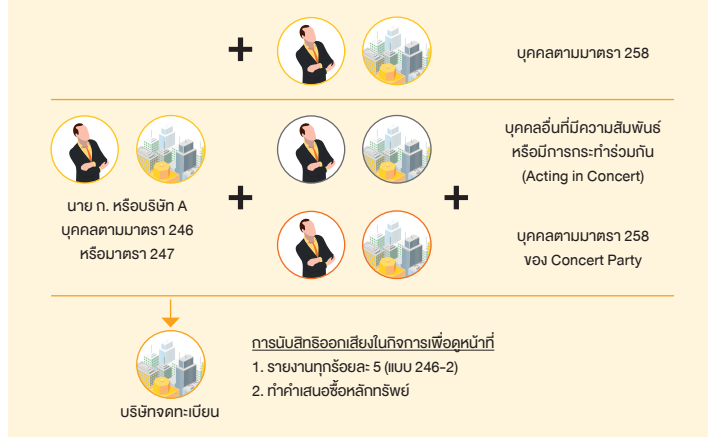 +
บุคคลตามมาตรา 258
บุคคลอื่นที่มีความสัมพันธ์
หรือมีการกระทำร่วมกัน
(Acting in Concert)
+
+
นาย ก. หรือบริษัท A
บุคคลตามมาตรา 246
หรือมาตรา 247
บุคคลตามมาตรา 258
ของ Concert Party
การนับสิทธิออกเสียงในกิจการเพื่อดูหน้าที่
1. รายงานทุกร้อยละ 5 (แบบ 246-2)
2. ทำคำเสนอซื้อหลักทรัพย์
บริษัทจดทะเบียน